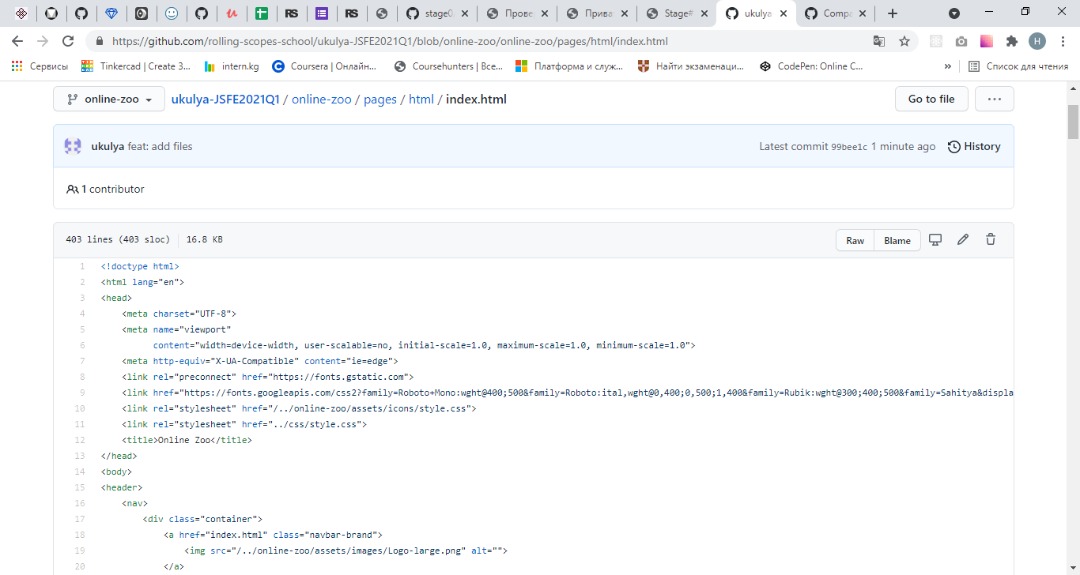 stage0.
Прове
Прива
Stage#
ukulya
Compa
https://github.com/rolling-scopes-school/ukulya-JSFE2021Q1/blob/online-zoo/online-zoo/pages/html/index.html
Н
Сервисы
Tinkercad | Create 3...
intern.kg
Coursera | Онлайн...
Coursehunters | Все...
Платформа и служ...
Найти экзаменаци...
CodePen: Online C...
»
Список для чтения
online-zoo
ukulya-JSFE2021Q1 / online-zoo / pages / html / index.html
Go to file
...
ukulya feat: add files
Latest commit 99bee1c 1 minute ago
History
1 contributor
403 lines (403 sloc)
16.8 KB
Raw
Blame
1 <!doctype html>
2 <html lang="en">
3 <head>
4 <meta charset="UTF-8">
5 <meta name="viewport"
6 content="width=device-width, user-scalable=no, initial-scale=1.0, maximum-scale=1.0, minimum-scale=1.0">
7 <meta http-equiv="X-UA-Compatible" content="ie=edge">
8 <link rel="preconnect" href="https://fonts.gstatic.com">
9 <link href="https://fonts.googleapis.com/css2?family=Roboto+Mono:wght@400;500&family=Roboto:ital,wght@0,400;0,500;1,400&family=Rubik:wght@300;400;500&family=Sahitya&displa
10 <link rel="stylesheet" href="/../online-zoo/assets/icons/style.css">
11 <link rel="stylesheet" href="../css/style.css">
12 <title>Online Zoo</title>
13 </head>
14 <body>
15 <header>
16 <nav>
17 <div class="container">
18 <a href="index.html" class="navbar-brand">
19 <img src="/../online-zoo/assets/images/Logo-large.png" alt="">
20 </a>